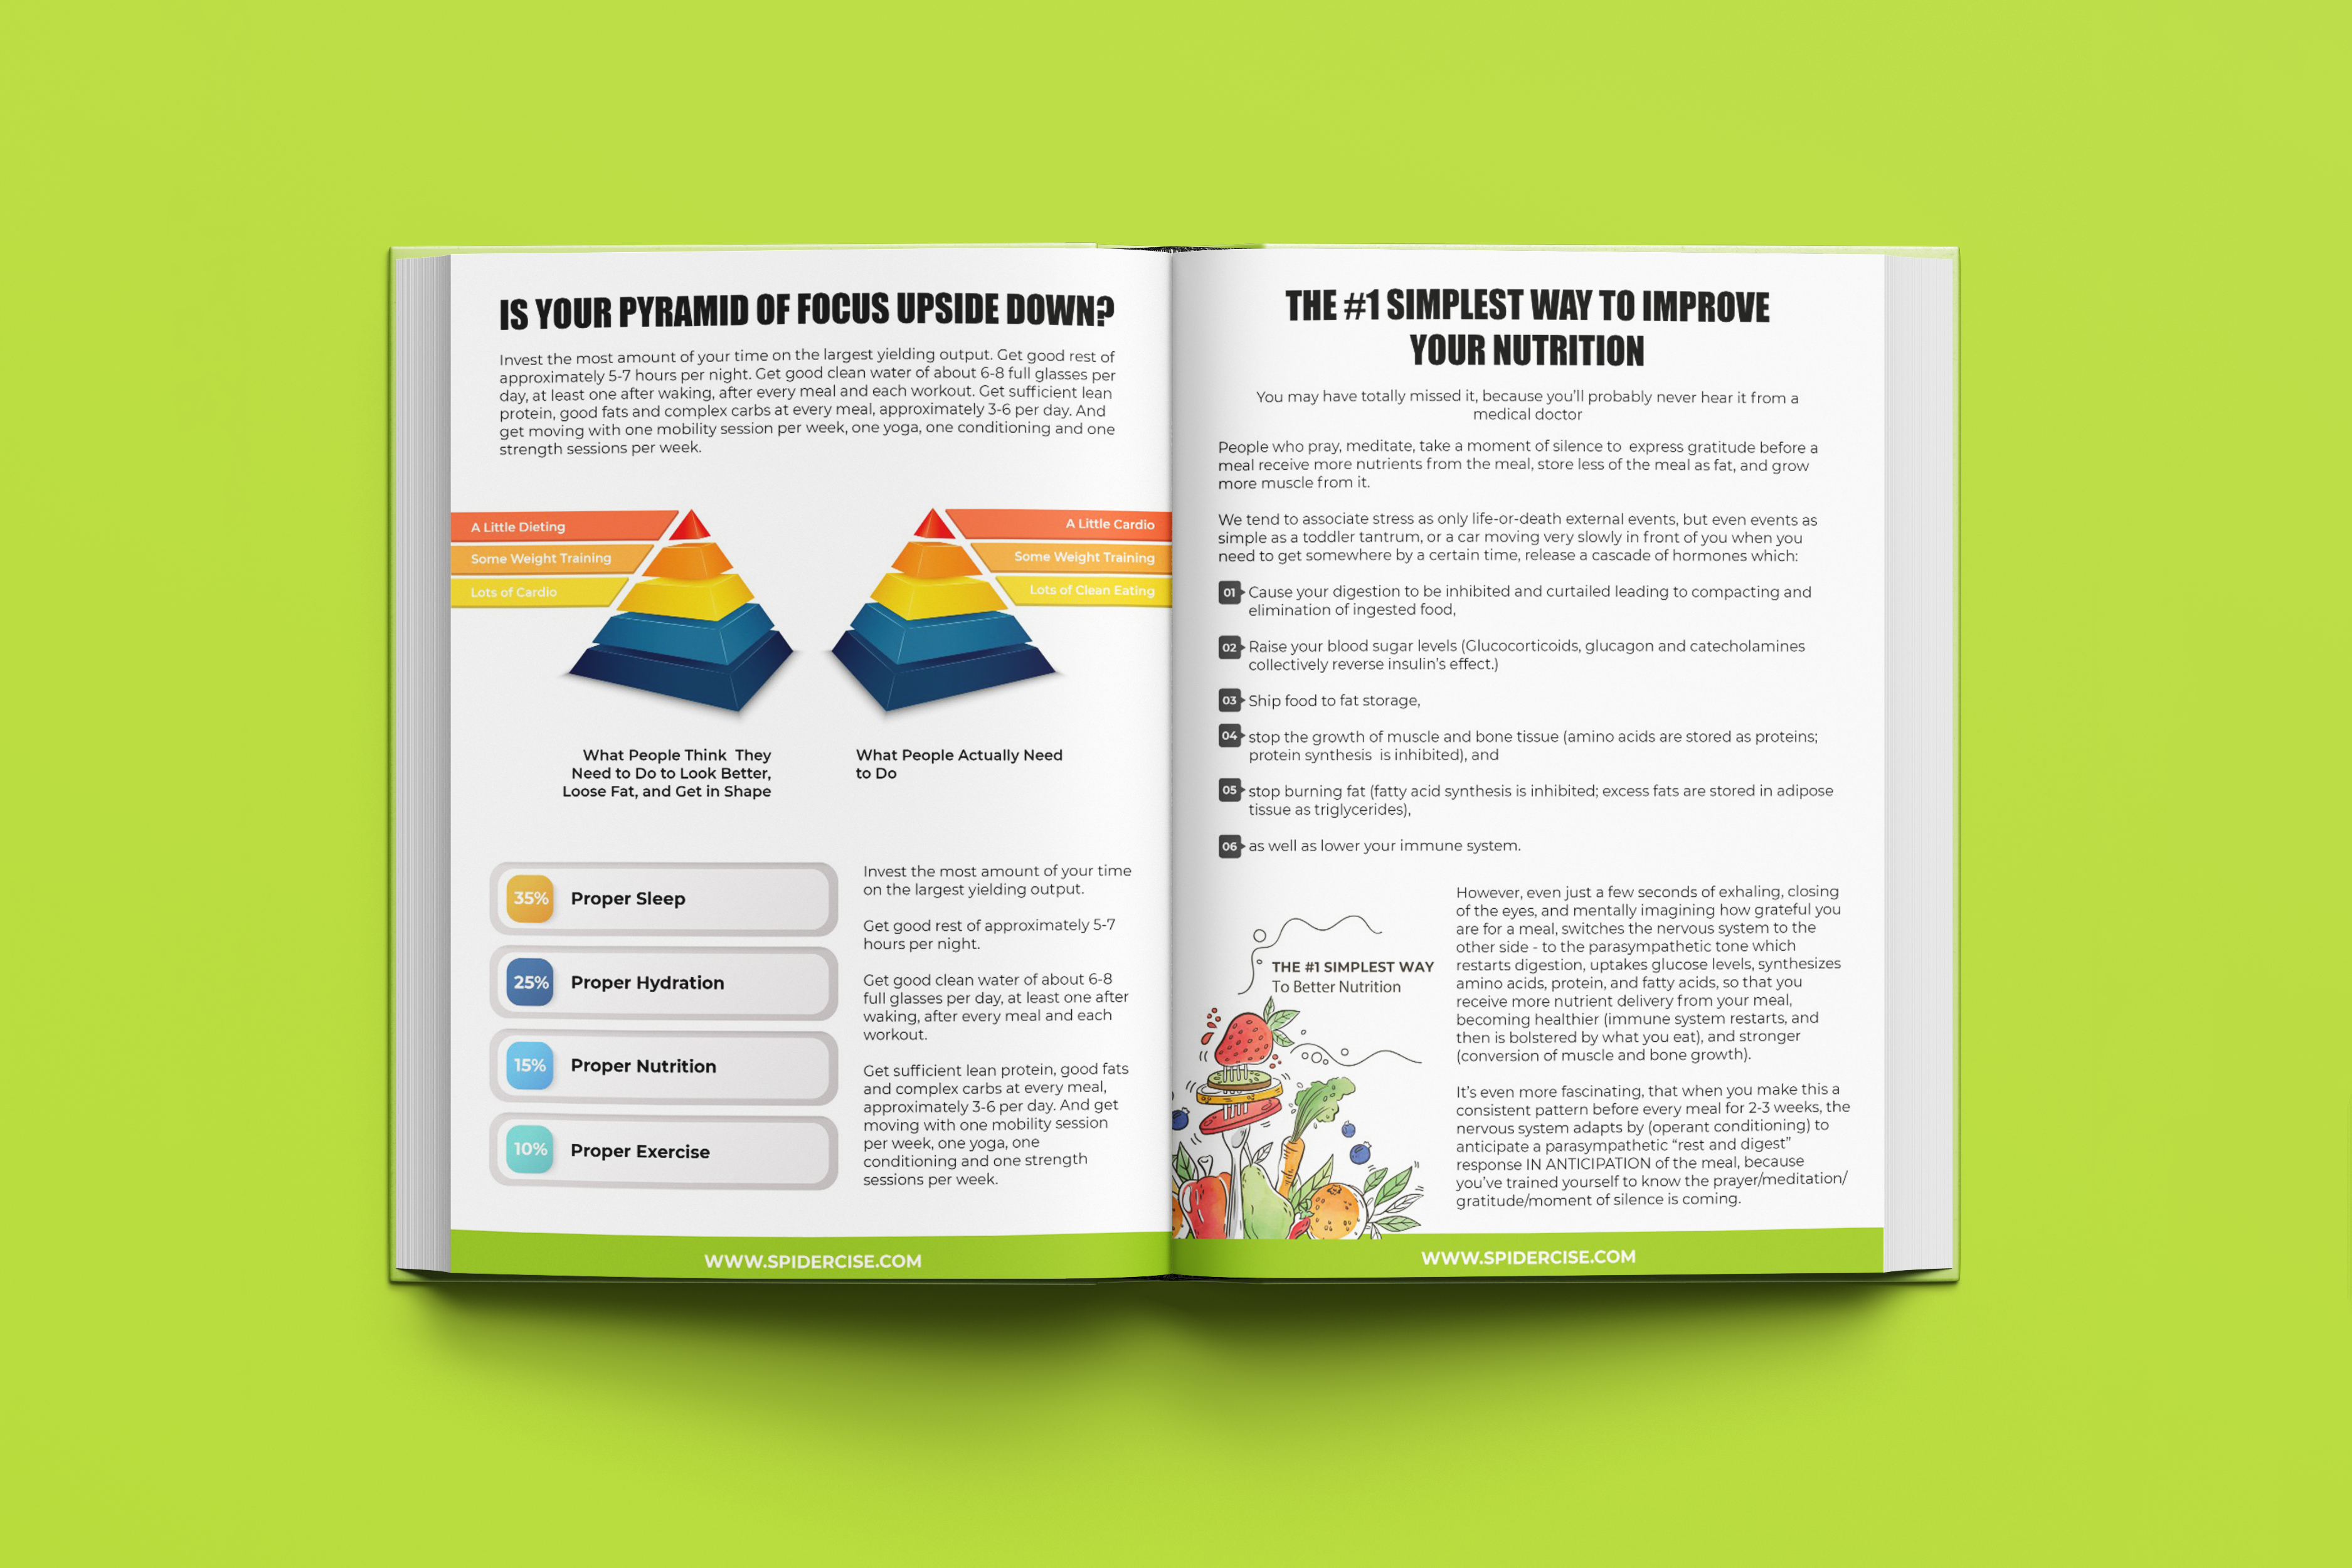 IS YOUR PYRAMID OF FOCUS UPSIDE DOWN?
Invest the most amount of your time on the largest yielding output. Get good rest of
approximately 5-7 hours per night. Get good clean water of about 6-8 full glasses per
day, at least one after waking, after every meal and each workout. Get sufficient lean
protein, good fats and complex carbs at every meal, approximately 3-6 per day. And
get moving with one mobility session per week, one yoga, one conditioning and one
strength sessions per week.
A Little Dieting
Some Weight Training
Lots of Cardio
A Little Cardio
Some Weight Training
Lots of Clean Eating
What People Think They
Need to Do to Look Better,
Loose Fat, and Get in Shape
What People Actually Need
to Do
35% Proper Sleep
25% Proper Hydration
15% Proper Nutrition
10% Proper Exercise
Invest the most amount of your time
on the largest yielding output.
Get good rest of approximately 5-7
hours per night.
Get good clean water of about 6-8
full glasses per day, at least one after
waking, after every meal and each
workout.
Get sufficient lean protein, good fats
and complex carbs at every meal,
approximately 3-6 per day. And get
moving with one mobility session
per week, one yoga, one
conditioning and one strength
sessions per week.
WWW.SPIDERCISE.COM
THE #1 SIMPLEST WAY TO IMPROVE
YOUR NUTRITION
You may have totally missed it, because you'll probably never hear it from a
medical doctor
People who pray, meditate, take a moment of silence to express gratitude before a
meal receive more nutrients from the meal, store less of the meal as fat, and grow
more muscle from it.
We tend to associate stress as only life-or-death external events, but even events as
simple as a toddler tantrum, or a car moving very slowly in front of you when you
need to get somewhere by a certain time, release a cascade of hormones which:
01 Cause your digestion to be inhibited and curtailed leading to compacting and
elimination of ingested food,
02 Raise your blood sugar levels (Glucocorticoids, glucagon and catecholamines
collectively reverse insulin's effect.)
03 Ship food to fat storage,
04 stop the growth of muscle and bone tissue (amino acids are stored as proteins;
protein synthesis is inhibited), and
05 stop burning fat (fatty acid synthesis is inhibited; excess fats are stored in adipose
tissue as triglycerides),
06 as well as lower your immune system.
THE #1 SIMPLEST WAY
To Better Nutrition
However, even just a few seconds of exhaling, closing
of the eyes, and mentally imagining how grateful you
are for a meal, switches the nervous system to the
other side - to the parasympathetic tone which
restarts digestion, uptakes glucose levels, synthesizes
amino acids, protein, and fatty acids, so that you
receive more nutrient delivery from your meal,
becoming healthier (immune system restarts, and
then is bolstered by what you eat), and stronger
(conversion of muscle and bone growth).
It's even more fascinating, that when you make this a
consistent pattern before every meal for 2-3 weeks, the
nervous system adapts by (operant conditioning) to
anticipate a parasympathetic "rest and digest"
response IN ANTICIPATION of the meal, because
you've trained yourself to know the prayer/meditation/
gratitude/moment of silence is coming.
WWW.SPIDERCISE.COM